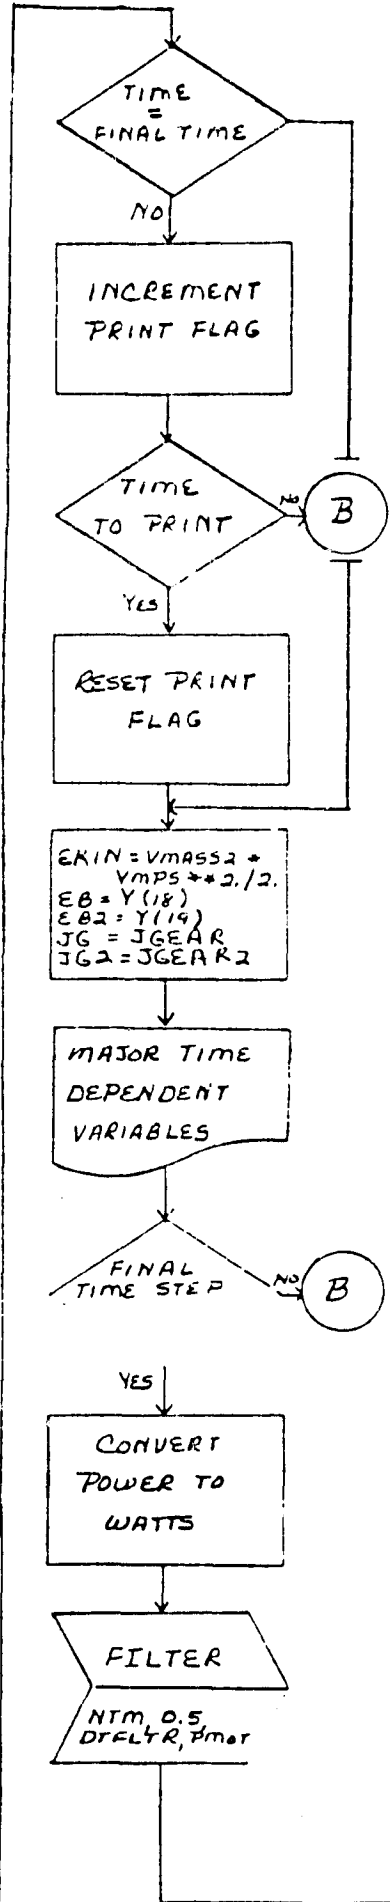 TIME
=
FINAL TIME
NO
INCREMENT
PRINT FLAG
TIME
TO PRINT
NO
B
YES
RESET PRINT
FLAG
EKIN = VMASS2 *
VMPS ** 2./2.
EB = Y(18)
EB2 = Y(19)
JG = JGEAR
JG2 = JGEAR2
MAJOR TIME
DEPENDENT
VARIABLES
FINAL
TIME STEP
NO
B
YES
CONVERT
POWER TO
WATTS
FILTER
NTM, 0.5,
DTFLTR, PMOT